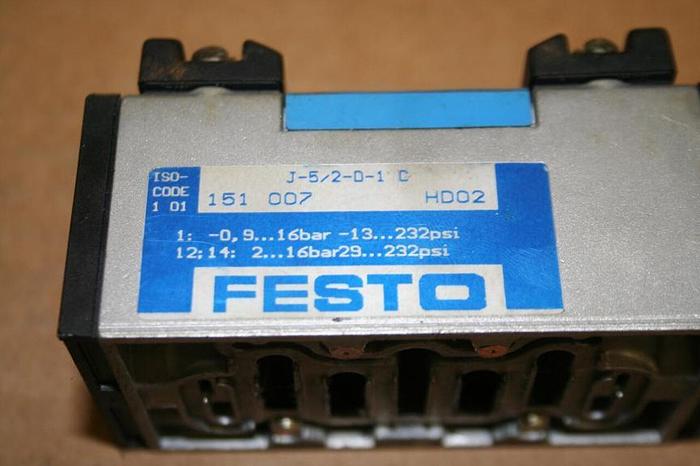 ISO-
CODE
1 01
J-5/2-D-1 C
151 007 HD02
1: -0,9...16bar -13...232psi
12;14: 2...16bar29...232psi
FESTO